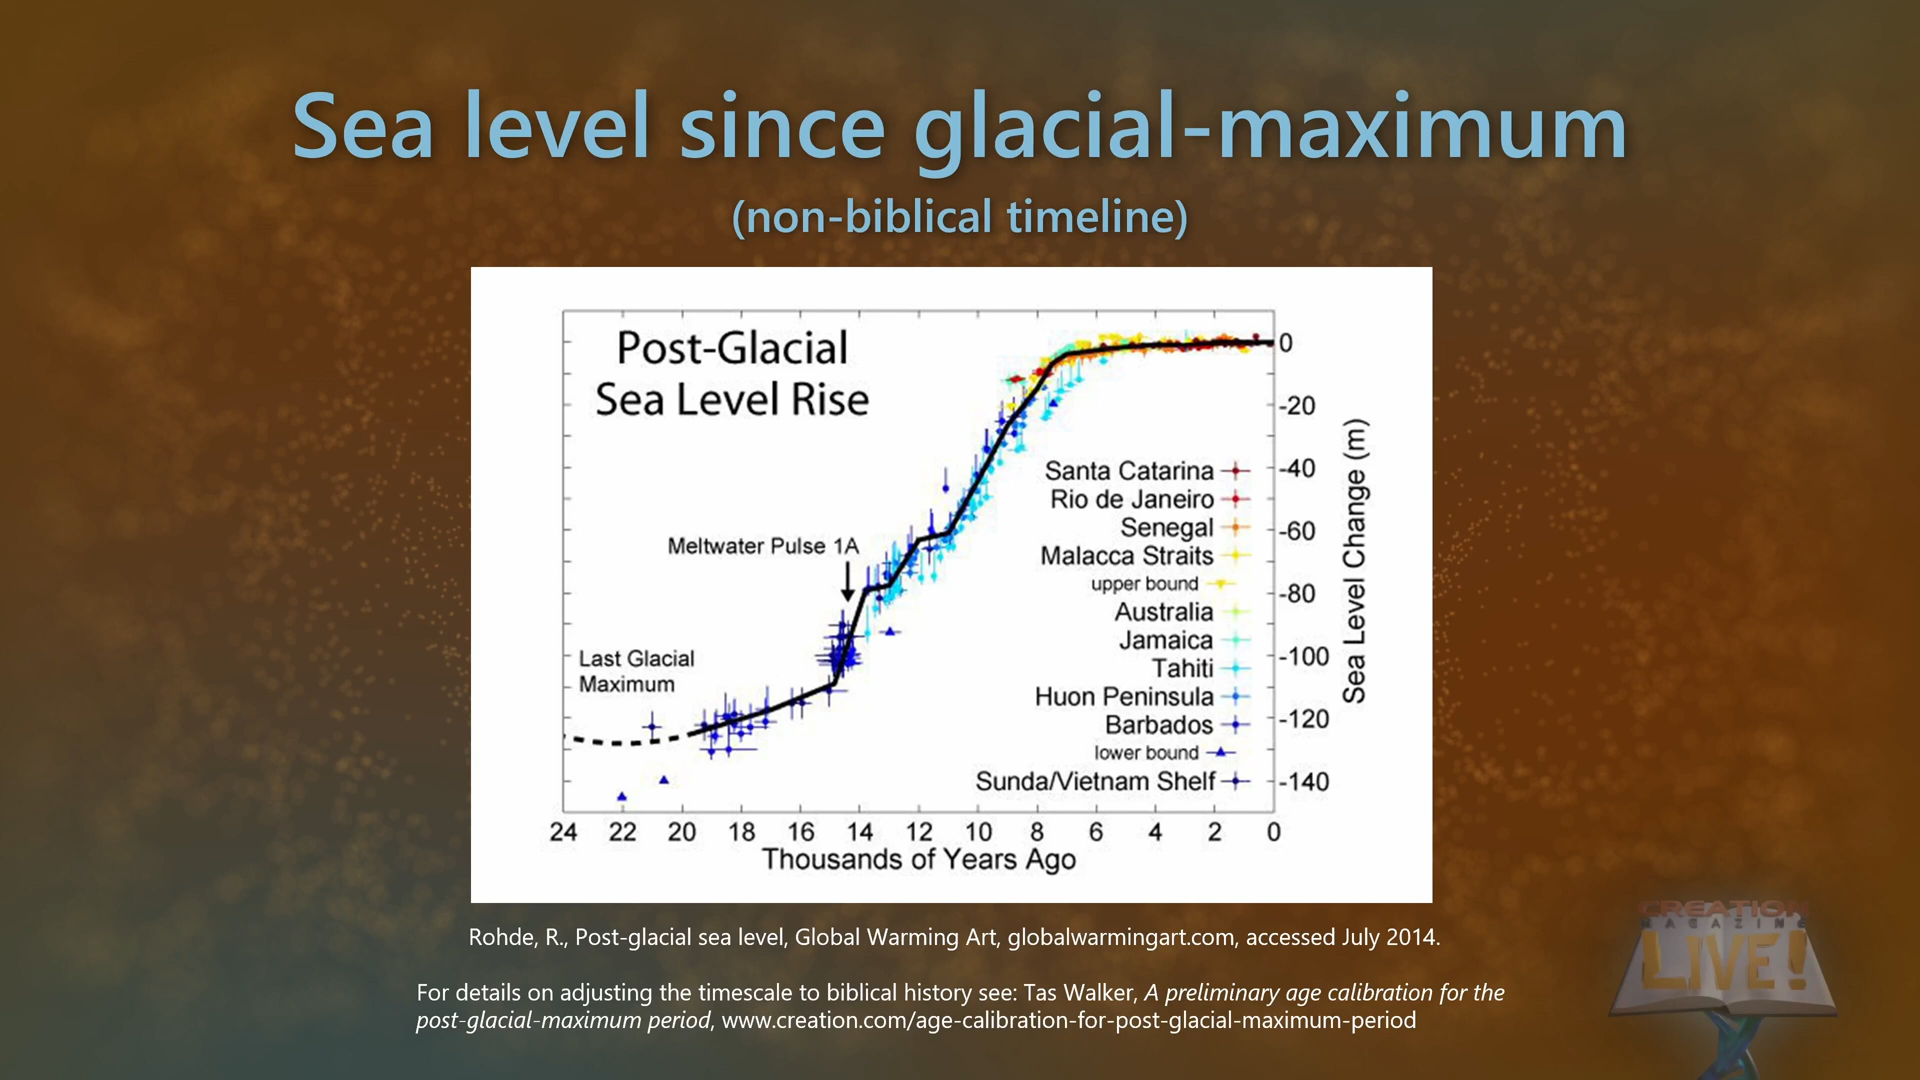 Sea level since glacial-maximum
(non-biblical timeline)
Post-Glacial
Sea Level Rise
Meltwater Pulse 1A
Last Glacial
Maximum
Santa Catarina
Rio de Janeiro
Senegal
Malacca Straits
upper bound
Australia
Jamaica
Tahiti
Huon Peninsula
Barbados
lower bound
Sunda/Vietnam Shelf
0
-20
-40
-60
-80
-100
-120
-140
Sea Level Change (m)
24 22 20 18 16 14 12 10 8 6 4 2 0
Thousands of Years Ago
Rohde, R., Post-glacial sea level, Global Warming Art, globalwarmingart.com, accessed July 2014.
For details on adjusting the timescale to biblical history see: Tas Walker, A preliminary age calibration for the
post-glacial-maximum period, www.creation.com/age-calibration-for-post-glacial-maximum-period
CREATION
MAGAZINE
LIVE!